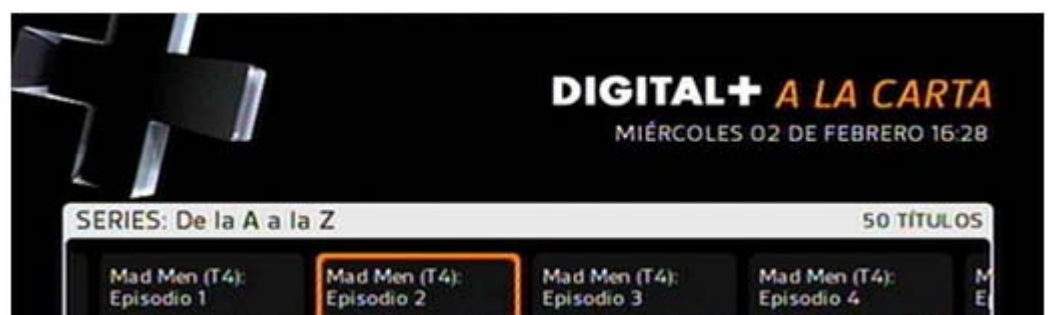 DIGITAL+ A LA CARTA
MIÉRCOLES 02 DE FEBRERO 16:28
SERIES: De la A a la Z
50 TÍTULOS
Mad Men (T4):
Episodio 1
Mad Men (T4):
Episodio 2
Mad Men (T4):
Episodio 3
Mad Men (T4):
Episodio 4